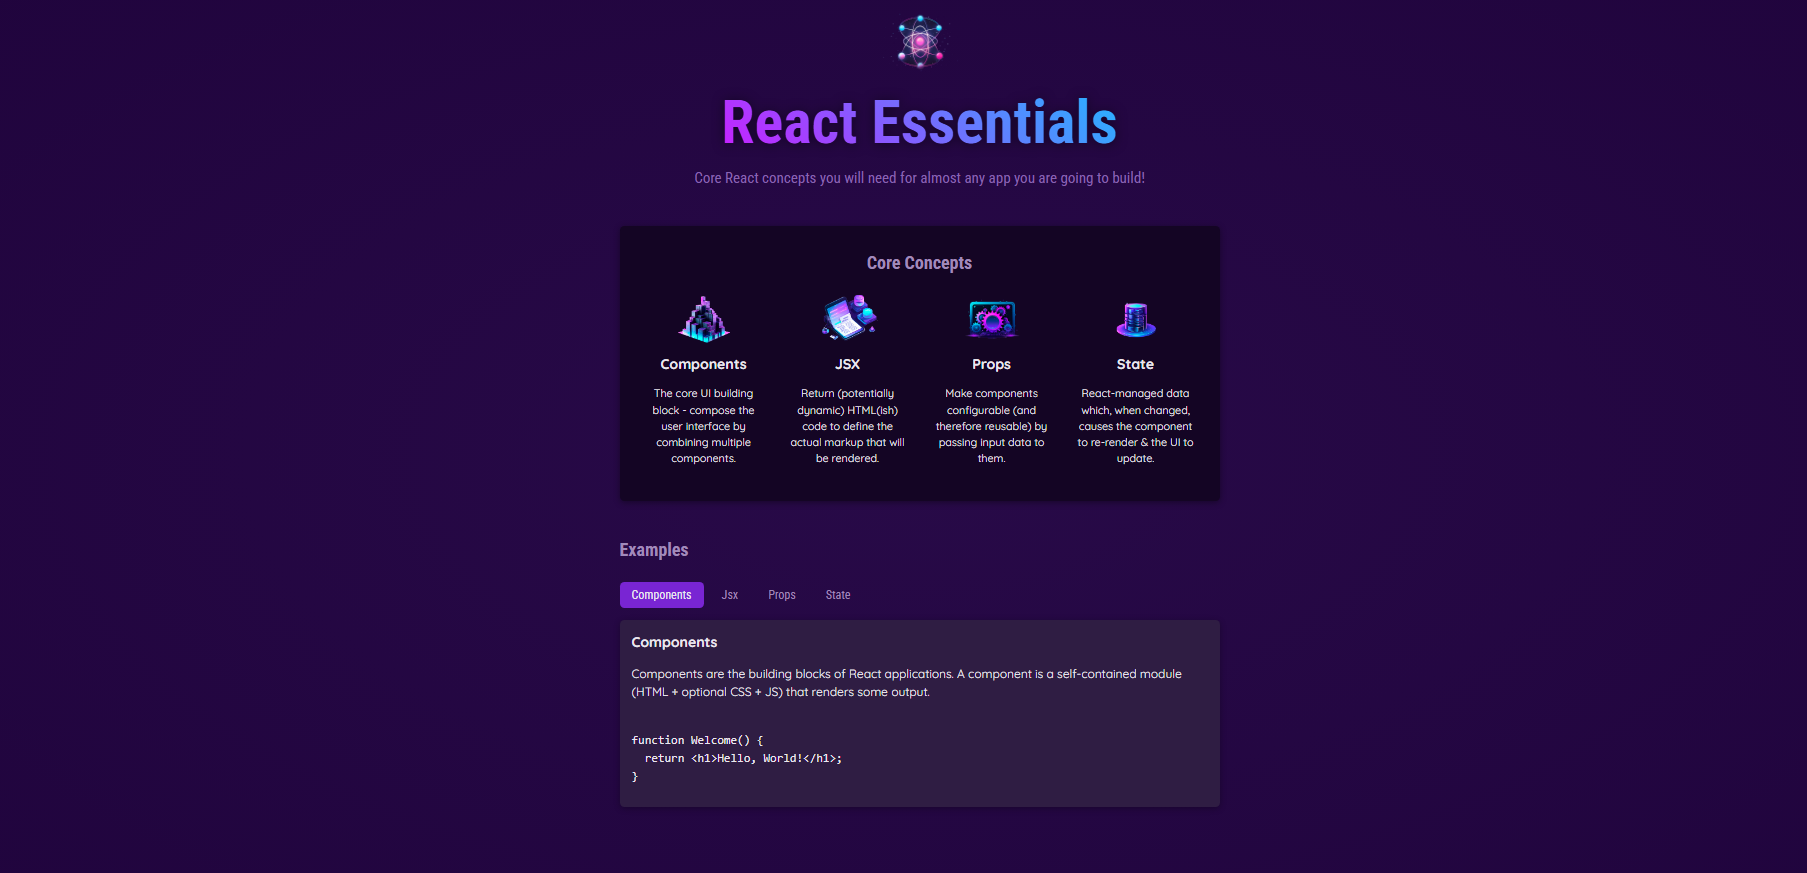 React Essentials
Core React concepts you will need for almost any app you are going to build!
Core Concepts
Components
The core UI building
block - compose the
user interface by
combining multiple
components.
JSX
Return (potentially
dynamic) HTML(ish)
code to define the
actual markup that will
be rendered.
Props
Make components
configurable (and
therefore reusable) by
passing input data to
them.
State
React-managed data
which, when changed,
causes the component
to re-render & the UI to
update.
Examples
Components Jsx Props State
Components
Components are the building blocks of React applications. A component is a self-contained module
(HTML + optional CSS + JS) that renders some output.
function Welcome() {
  return <h1>Hello, World!</h1>;
}